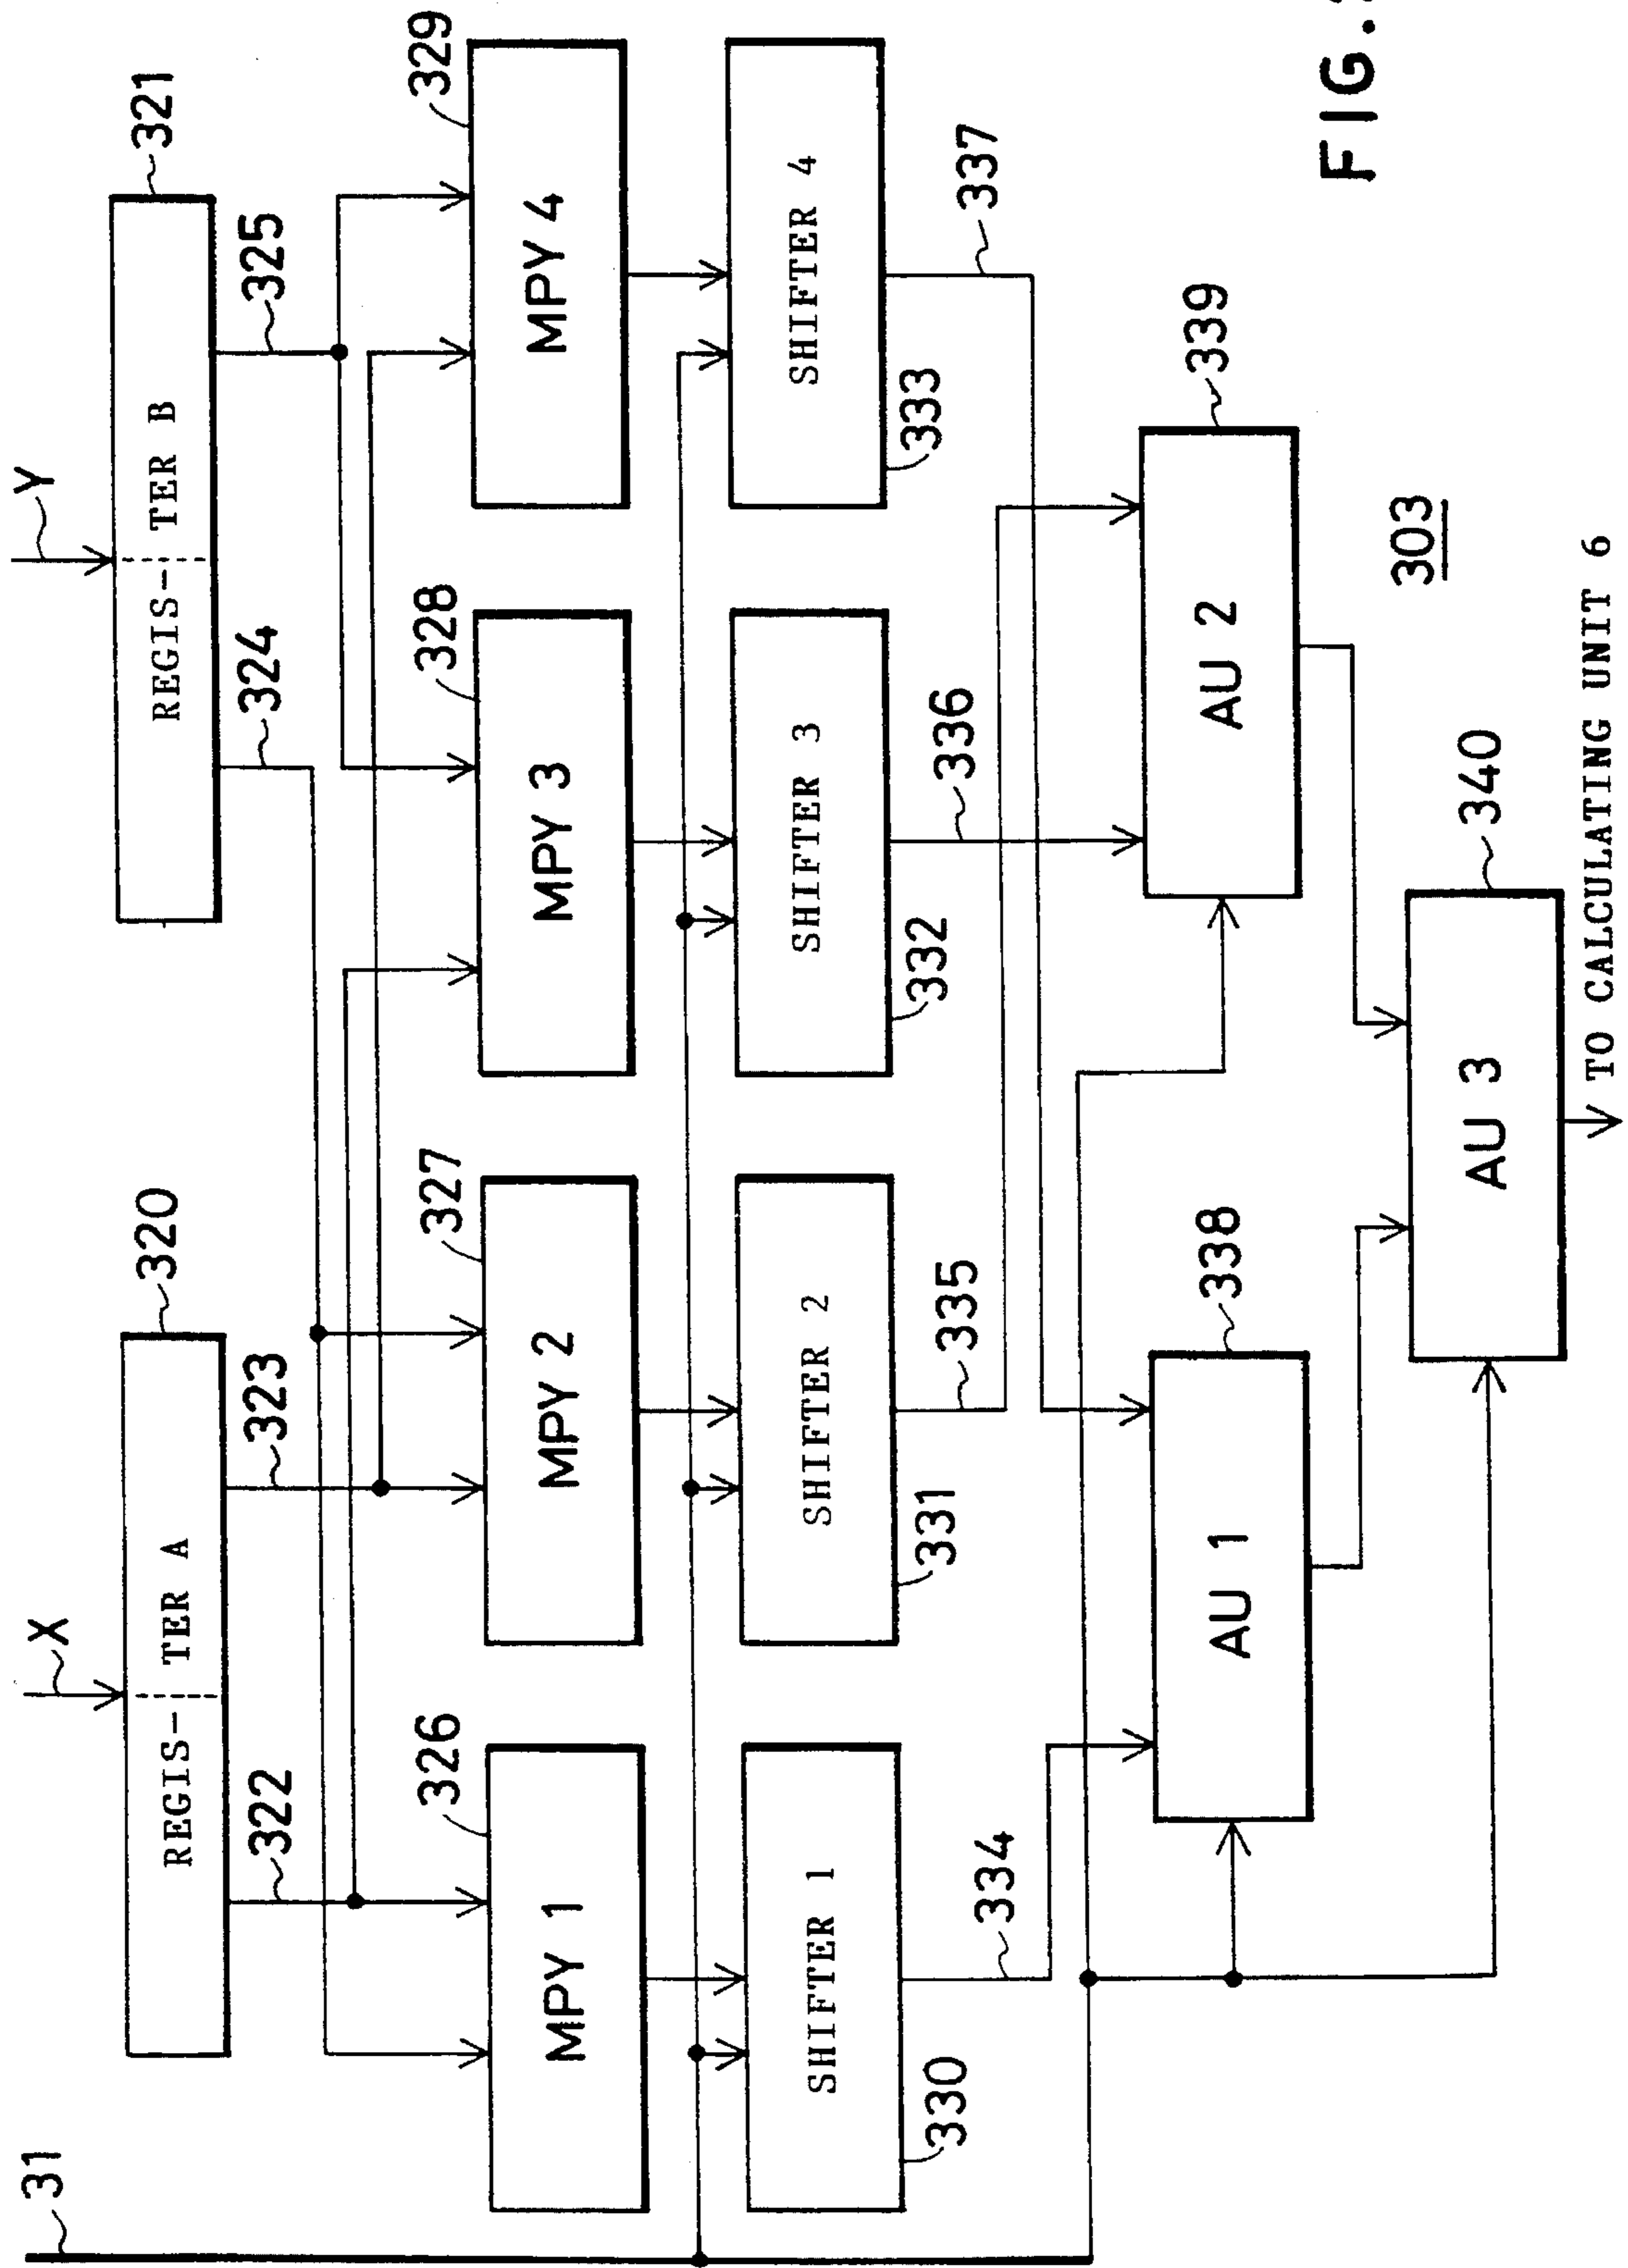 31
X
Y
320
321
REGIS- TER A
REGIS- TER B
322
323
324
325
326
327
328
329
MPY 1
MPY 2
MPY 3
MPY 4
SHIFTER 1
SHIFTER 2
SHIFTER 3
SHIFTER 4
330
331
332
333
334
335
336
337
338
339
AU 1
AU 2
303
340
AU 3
TO CALCULATING UNIT 6
FIG.